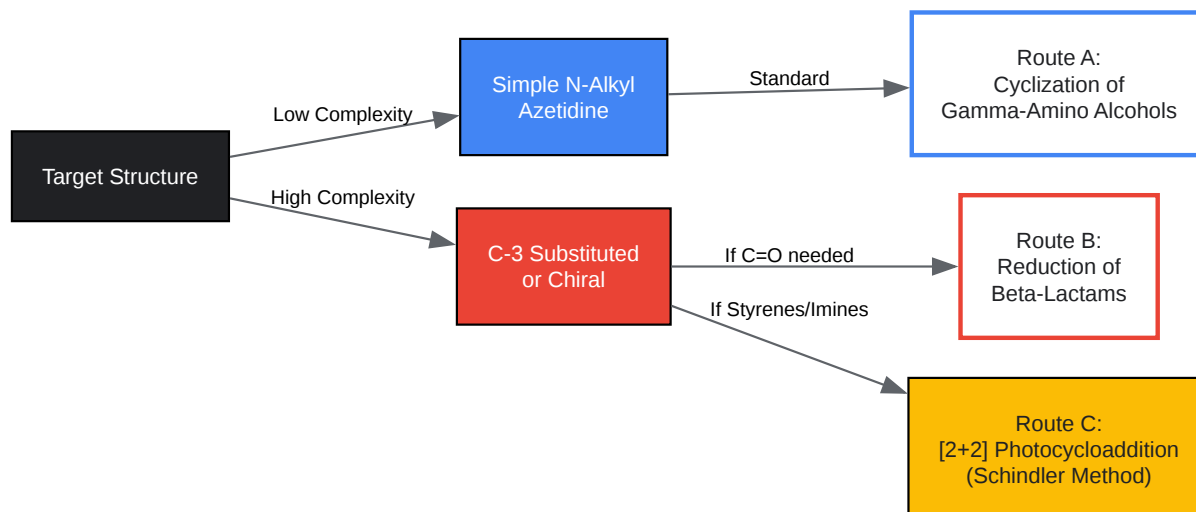 Target Structure
Low Complexity
High Complexity
Simple N-Alkyl
Azetidine
C-3 Substituted
or Chiral
Standard
If C=O needed
If Styrenes/Imines
Route A:
Cyclization of
Gamma-Amino Alcohols
Route B:
Reduction of
Beta-Lactams
Route C:
[2+2] Photocycloaddition
(Schindler Method)